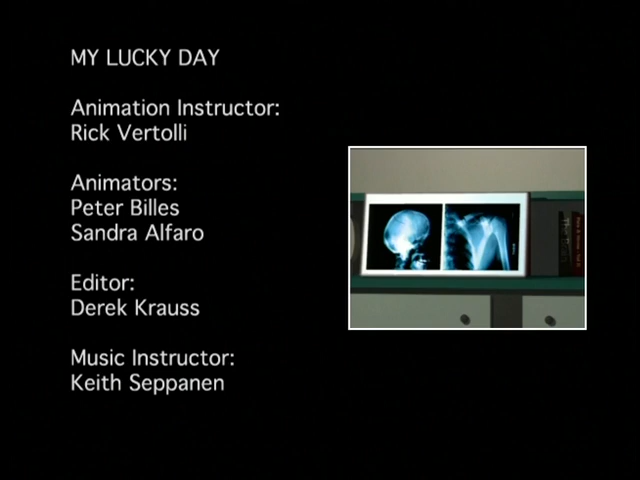 MY LUCKY DAY
Animation Instructor:
Rick Vertolli
Animators:
Peter Billes
Sandra Alfaro
Editor:
Derek Krauss
Music Instructor:
Keith Seppanen